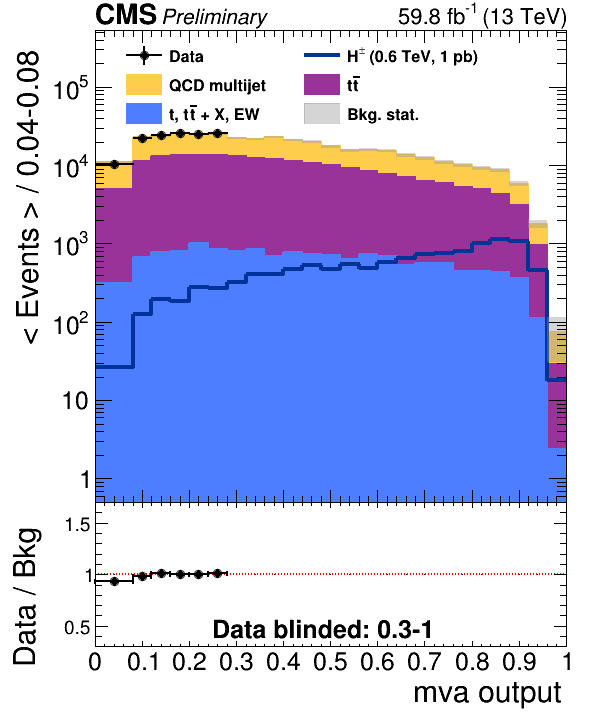 CMS Preliminary 59.8 fb⁻¹ (13 TeV)
Data H± (0.6 TeV, 1 pb)
QCD multijet tt̄
t, tt̄ + X, EW Bkg. stat.
< Events > / 0.04-0.08
10⁵
10⁴
10³
10²
10
1
Data / Bkg
1.5
1
0.5
Data blinded: 0.3-1
0 0.1 0.2 0.3 0.4 0.5 0.6 0.7 0.8 0.9 1
mva output